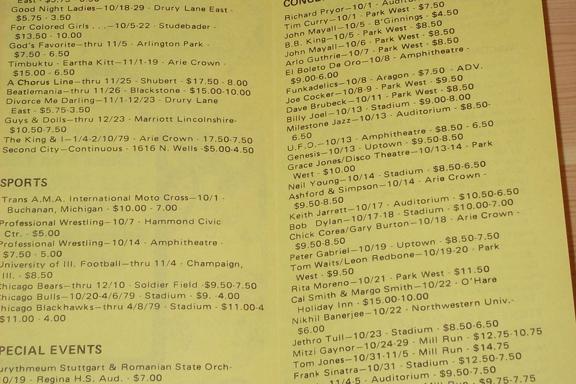 Good Night Ladies—10/18-29 · Drury Lane
East · $5.75 · 3.50
For Colored Girls . . .—10/5-22 · Studebaker ·
$13.50 · 10.00
God's Favorite—thru 11/5 · Arlington Park ·
$7.50 · 6.50
Timbuktu · Eartha Kitt—11/1-19 · Arie Crown ·
$15.00 · 6.50
A Chorus Line—thru 11/25 · Shubert · $17.50 · 8.00
Beatlemania—thru 11/26 · Blackstone · $15.00-10.00
Divorce Me Darling—11/1-12/23 · Drury Lane
East · $5.75-3.50
Guys & Dolls—thru 12/23 · Marriott Lincolnshire·
$10.50-7.50
The King & I—1/4-2/10/79 · Arie Crown · 17.50-7.50
Second City—Continuous · 1616 N. Wells ·$5.00-4.50
SPORTS
Trans A.M.A. International Moto Cross—10/1 ·
Buchanan, Michigan · $10.00 · 7.00
Professional Wrestling—10/7 · Hammond Civic
Ctr. · $5.00
Professional Wrestling—10/14 · Amphitheatre ·
$7.50 · 5.00
University of Ill. Football—thru 11/4 · Champaign,
Ill. · $8.50
Chicago Bears—thru 12/10 · Soldier Field ·$9.50-7.50
Chicago Bulls—10/20-4/6/79 · Stadium · $9. ·4.00
Chicago Blackhawks—thru 4/8/79 · Stadium · $11.00-4
$11.00 · 4.00
SPECIAL EVENTS
Eurythmeum Stuttgart & Romanian State Orch-
10/19 · Regina H.S. Aud. · $7.00
Richard Pryor—10/1 ·
Tim Curry—10/1 · Park West · $7.50
John Mayall—10/5 · B'Ginnings · $4.50
B.B. King—10/5 · Park West · $8.50
John Mayall—10/6 · Park West · $8.50
Arlo Guthrie—10/7 · Park West · $8.50
El Boleto De Oro—10/8 · Amphitheatre ·
$9.00-6.00
Funkadelics—10/8 · Aragon · $7.50 · ADV.
Joe Cocker—10/8-9 · Park West · $9.50
Dave Brubeck—10/11 · Park West · $8.50
Billy Joel—10/13 · Stadium · $9.00-8.00
Milestone Jazz—10/13 · Auditorium · $8.50-
6.50
U.F.O.—10/13 · Amphitheatre · $8.50 · 6.50
Genesis—10/13 · Uptown · $9.50-8.50
Grace Jones/Disco Theatre—10/13-14 · Park
West · $10.00
Neil Young—10/14 · Stadium · $8.50-6.50
Ashford & Simpson—10/14 · Arie Crown ·
$9.50-8.50
Keith Jarrett—10/17 · Auditorium · $10.50-6.50
Bob Dylan—10/17-18 · Stadium · $10.00-7.00
Chick Corea/Gary Burton—10/18 · Arie Crown ·
$9.50-8.50
Peter Gabriel—10/19 · Uptown · $8.50-7.50
Tom Waits/Leon Redbone—10/19-20 · Park
West · $9.50
Rita Moreno—10/21 · Park West · $11.50
Cal Smith & Margo Smith—10/22 · O'Hare
Holiday Inn · $15.00-10.00
Nikhil Banerjee—10/22 · Northwestern Univ.·
$6.00
Jethro Tull—10/23 · Stadium · $8.50-6.50
Mitzi Gaynor—10/24-29 · Mill Run · $12.75-10.75
Tom Jones—10/31-11/5 · Mill Run · $14.75
Frank Sinatra—10/31 · Stadium · $12.50-7.50
11/4-5 · Auditorium · $9.50-7.50